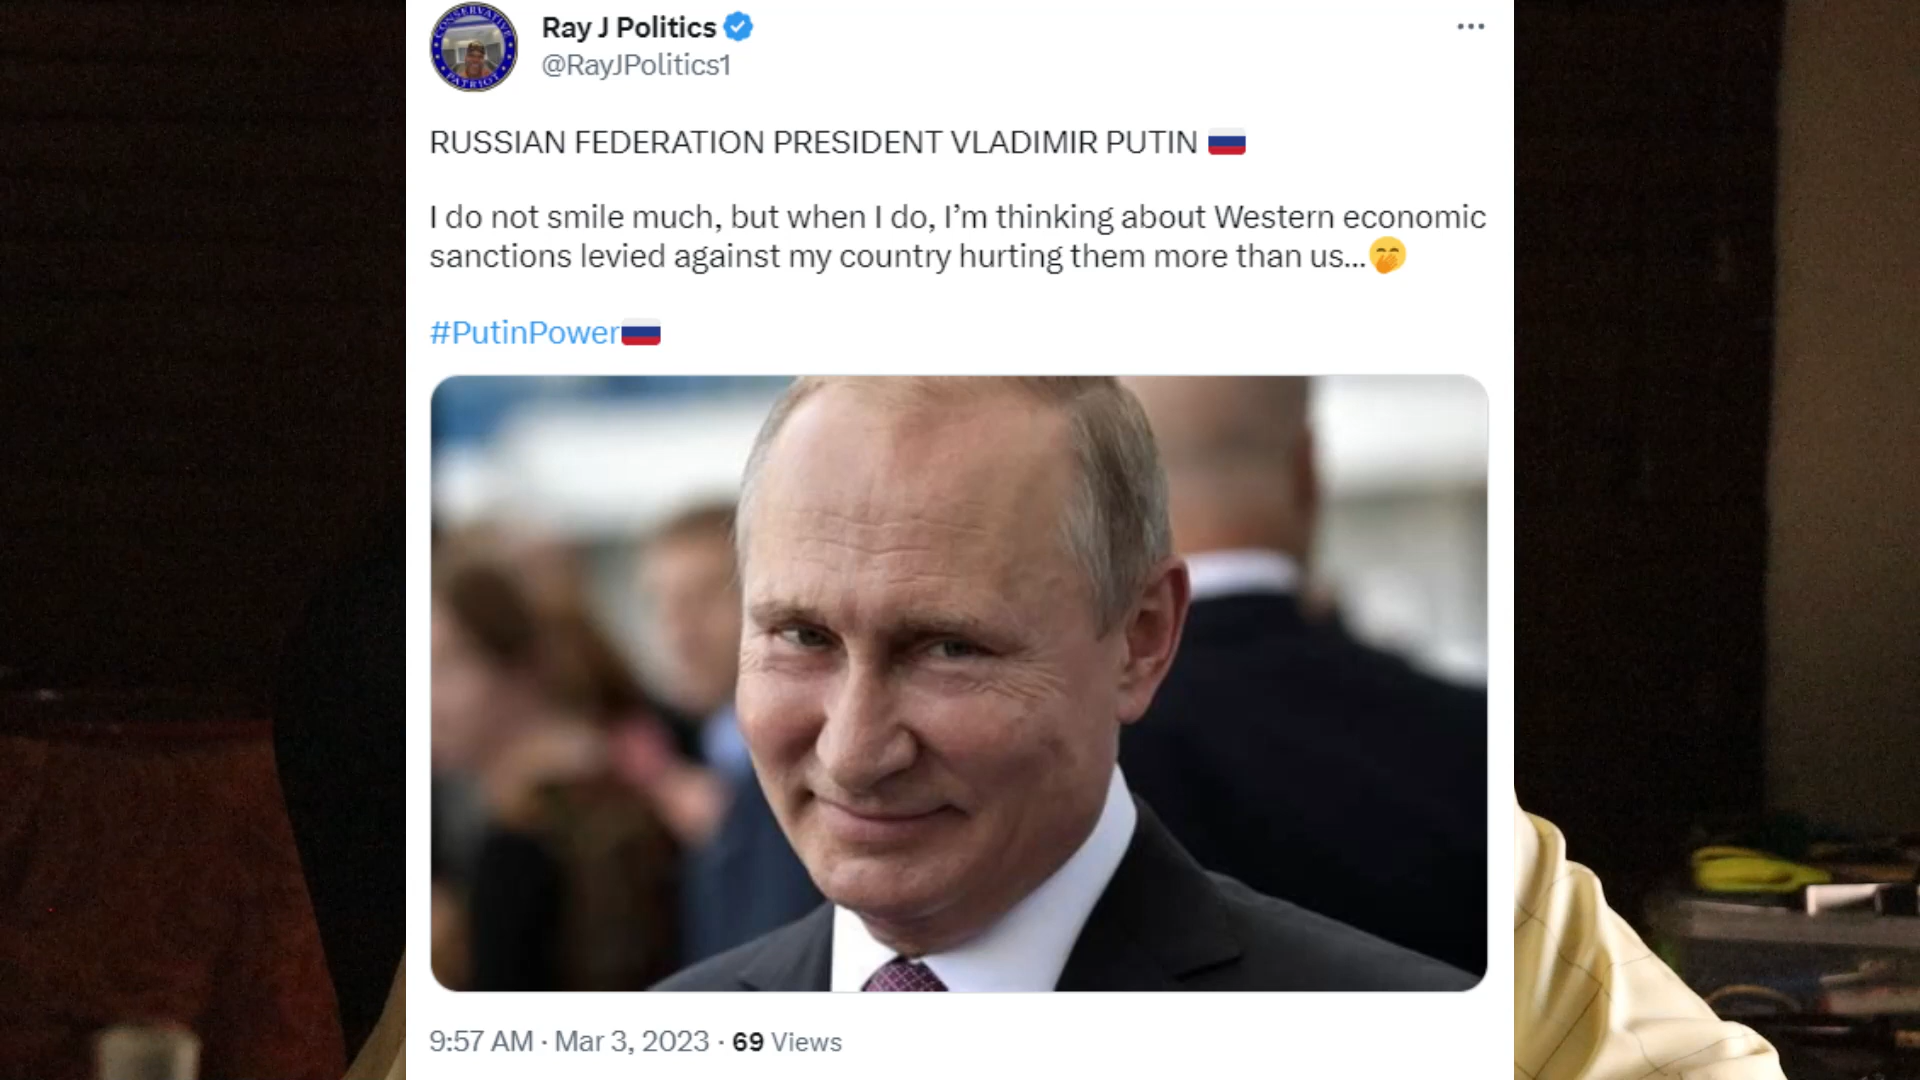 CONSERVATIVE
PATRIOT
Ray J Politics
@RayJPolitics1
RUSSIAN FEDERATION PRESIDENT VLADIMIR PUTIN 🇷🇺
I do not smile much, but when I do, I’m thinking about Western economic
sanctions levied against my country hurting them more than us...🤭
#PutinPower🇷🇺
9:57 AM · Mar 3, 2023 · 69 Views